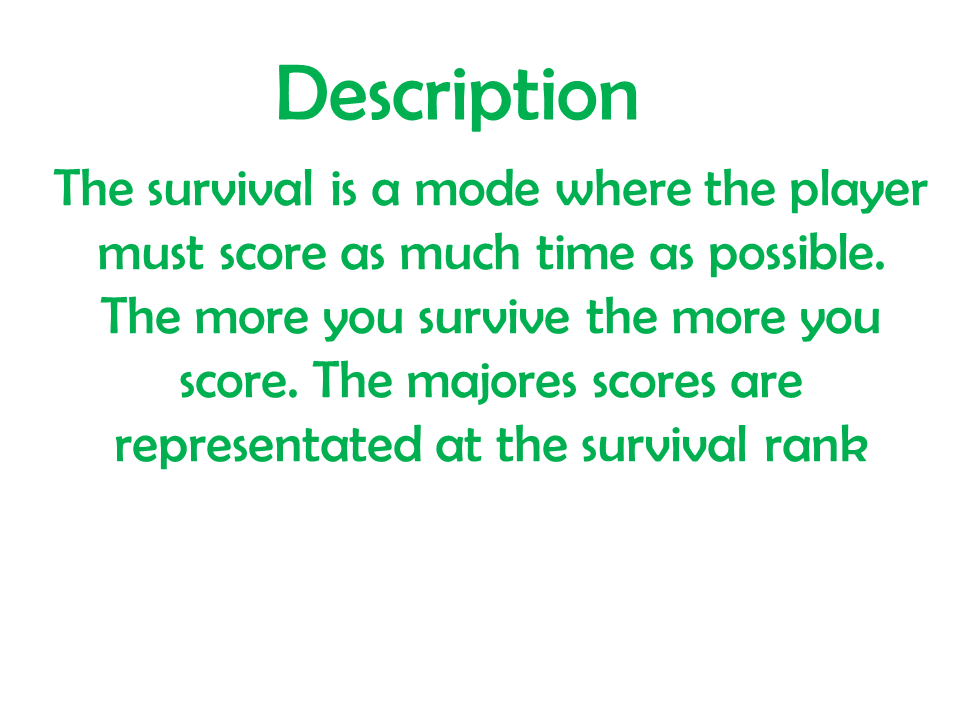 Description
The survival is a mode where the player
must score as much time as possible.
The more you survive the more you
score. The majores scores are
representated at the survival rank